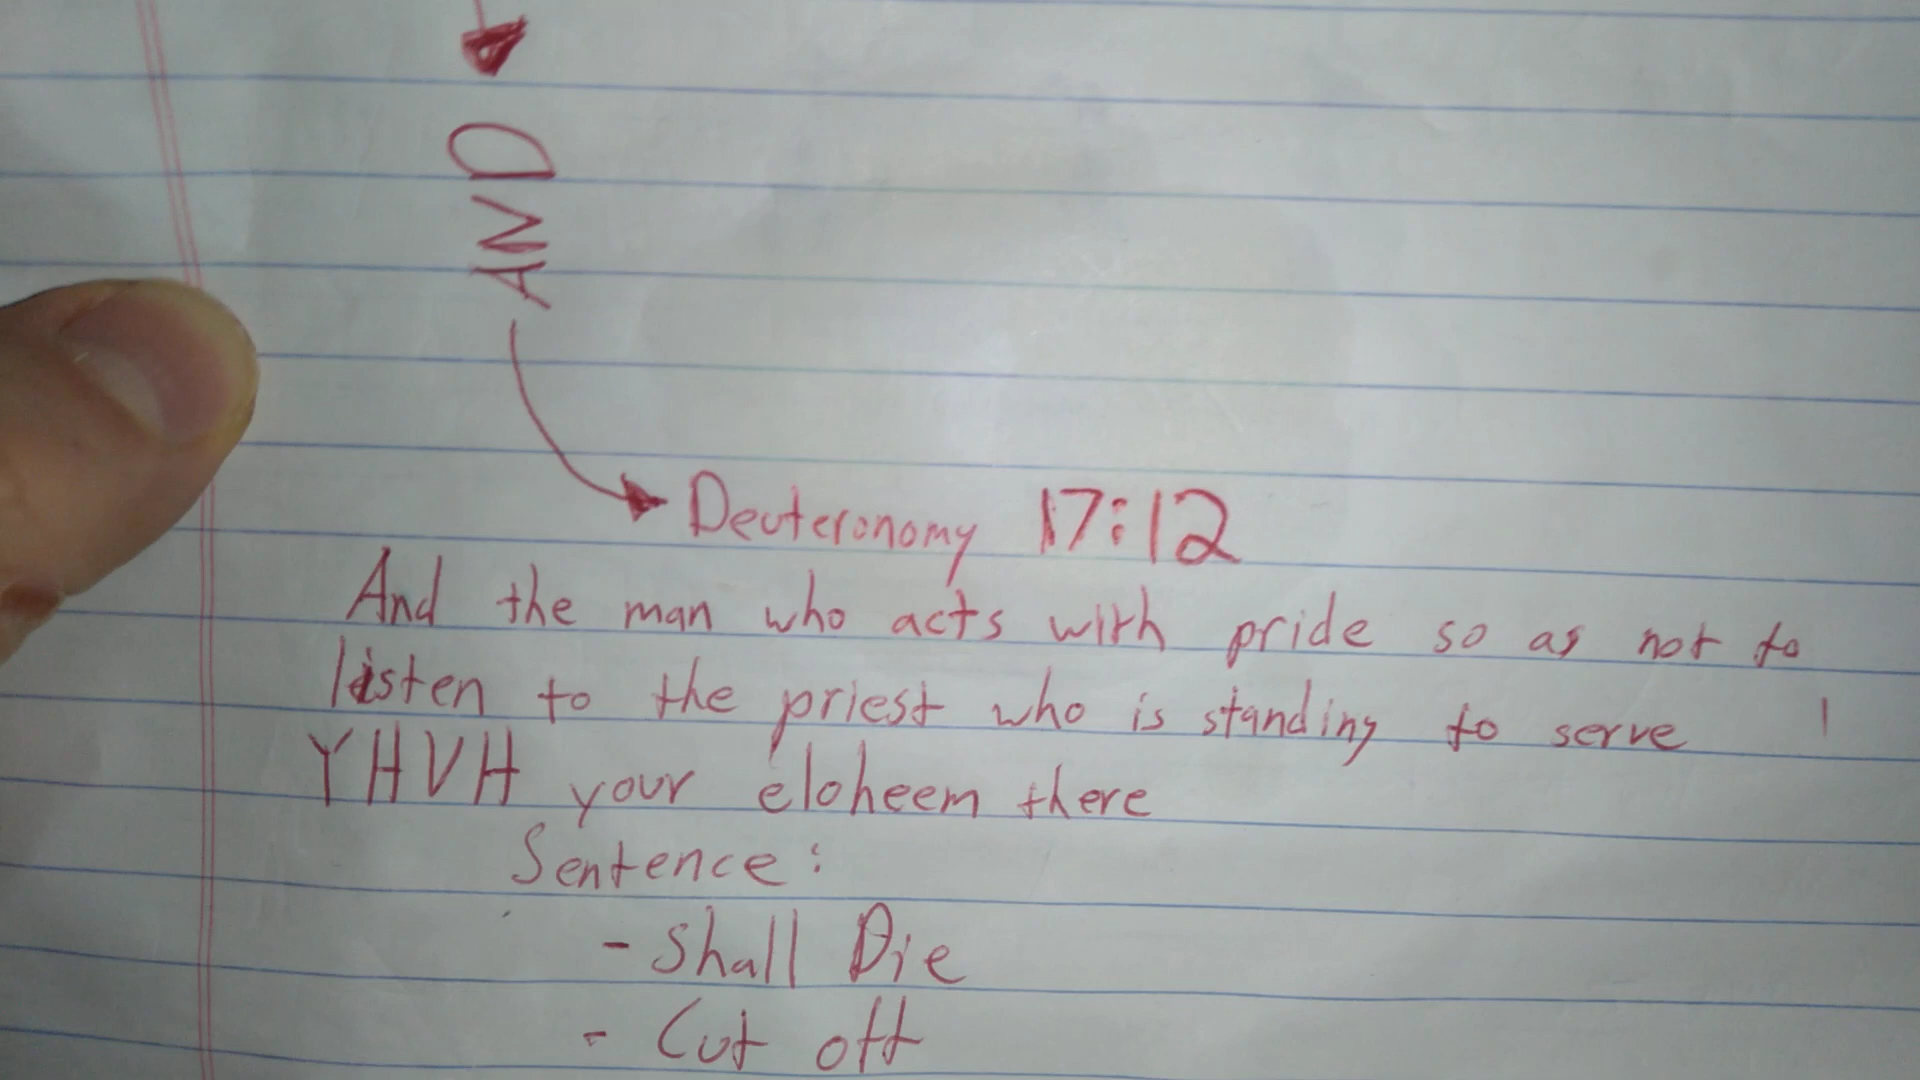 AND
Deuteronomy 17:12
And the man who acts with pride so as not to
listen to the priest who is standing to serve
YHVH your eloheem there
Sentence:
- Shall Die
- Cut off